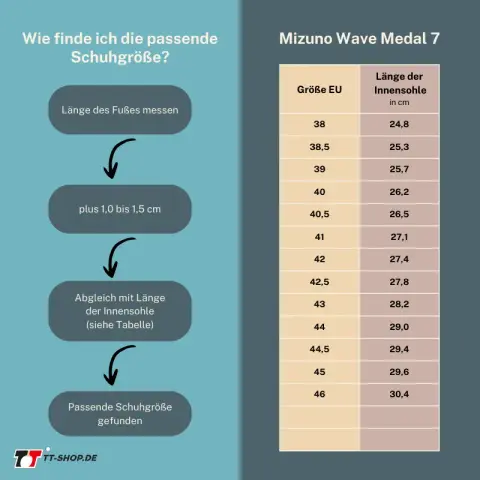 Wie finde ich die passende
Schuhgröße?
Länge des Fußes messen
plus 1,0 bis 1,5 cm
Abgleich mit Länge
der Innensohle
(siehe Tabelle)
Passende Schuhgröße
gefunden
TT TT-SHOP.DE
Mizuno Wave Medal 7
Größe EU
Länge der
Innensohle
in cm
38 24,8
38,5 25,3
39 25,7
40 26,2
40,5 26,5
41 27,1
42 27,4
42,5 27,8
43 28,2
44 29,0
44,5 29,4
45 29,6
46 30,4